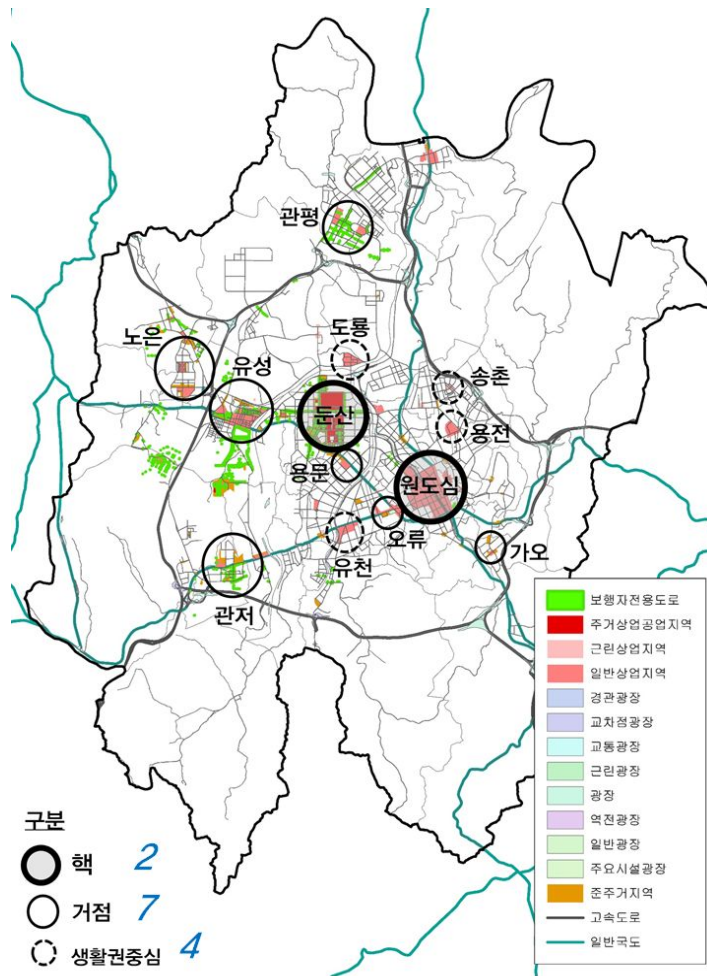 관평
노은
도룡
유성
송촌
둔산
용전
용문
원도심
오류
가오
유천
관저
보행자전용도로
주거상업공업지역
근린상업지역
일반상업지역
경관광장
교차점광장
교통광장
근린광장
광장
역전광장
일반광장
주요시설광장
준주거지역
고속도로
일반국도
구분
핵 2
거점 7
생활권중심 4